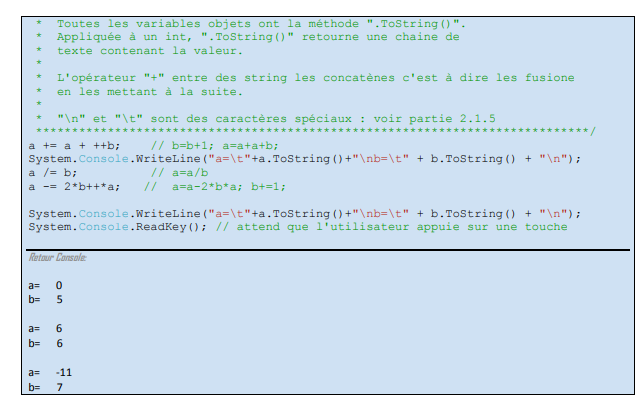 *  Toutes les variables objets ont la méthode ".ToString()".
*  Appliquée à un int, ".ToString()" retourne une chaine de
*  texte contenant la valeur.
*
*  L'opérateur "+" entre des string les concatènes c'est à dire les fusione
*  en les mettant à la suite.
*
*  "\n" et "\t" sont des caractères spéciaux : voir partie 2.1.5
*****************************************************************************/
a += a + ++b;    // b=b+1; a=a+a+b;
System.Console.WriteLine("a=\t"+a.ToString()+"\nb=\t" + b.ToString() + "\n");
a /= b;          // a=a/b
a -= 2*b++*a;   //  a=a-2*b*a; b+=1;
System.Console.WriteLine("a=\t"+a.ToString()+"\nb=\t" + b.ToString() + "\n");
System.Console.ReadKey(); // attend que l'utilisateur appuie sur une touche
Retour Console:
a=   0
b=   5
a=   6
b=   6
a=   -11
b=   7